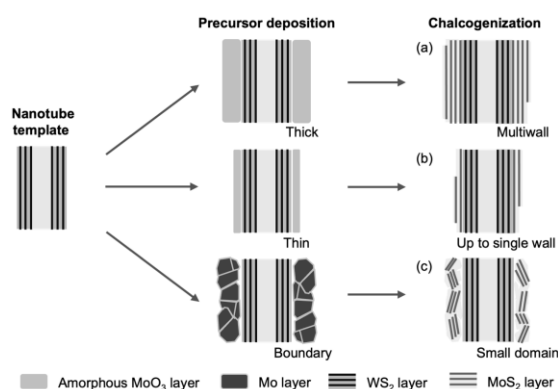 Precursor deposition
Chalcogenization
Nanotube
template
(a)
Thick
Multiwall
(b)
Thin
Up to single wall
(c)
Boundary
Small domain
Amorphous MoO₃ layer
Mo layer
WS₂ layer
MoS₂ layer